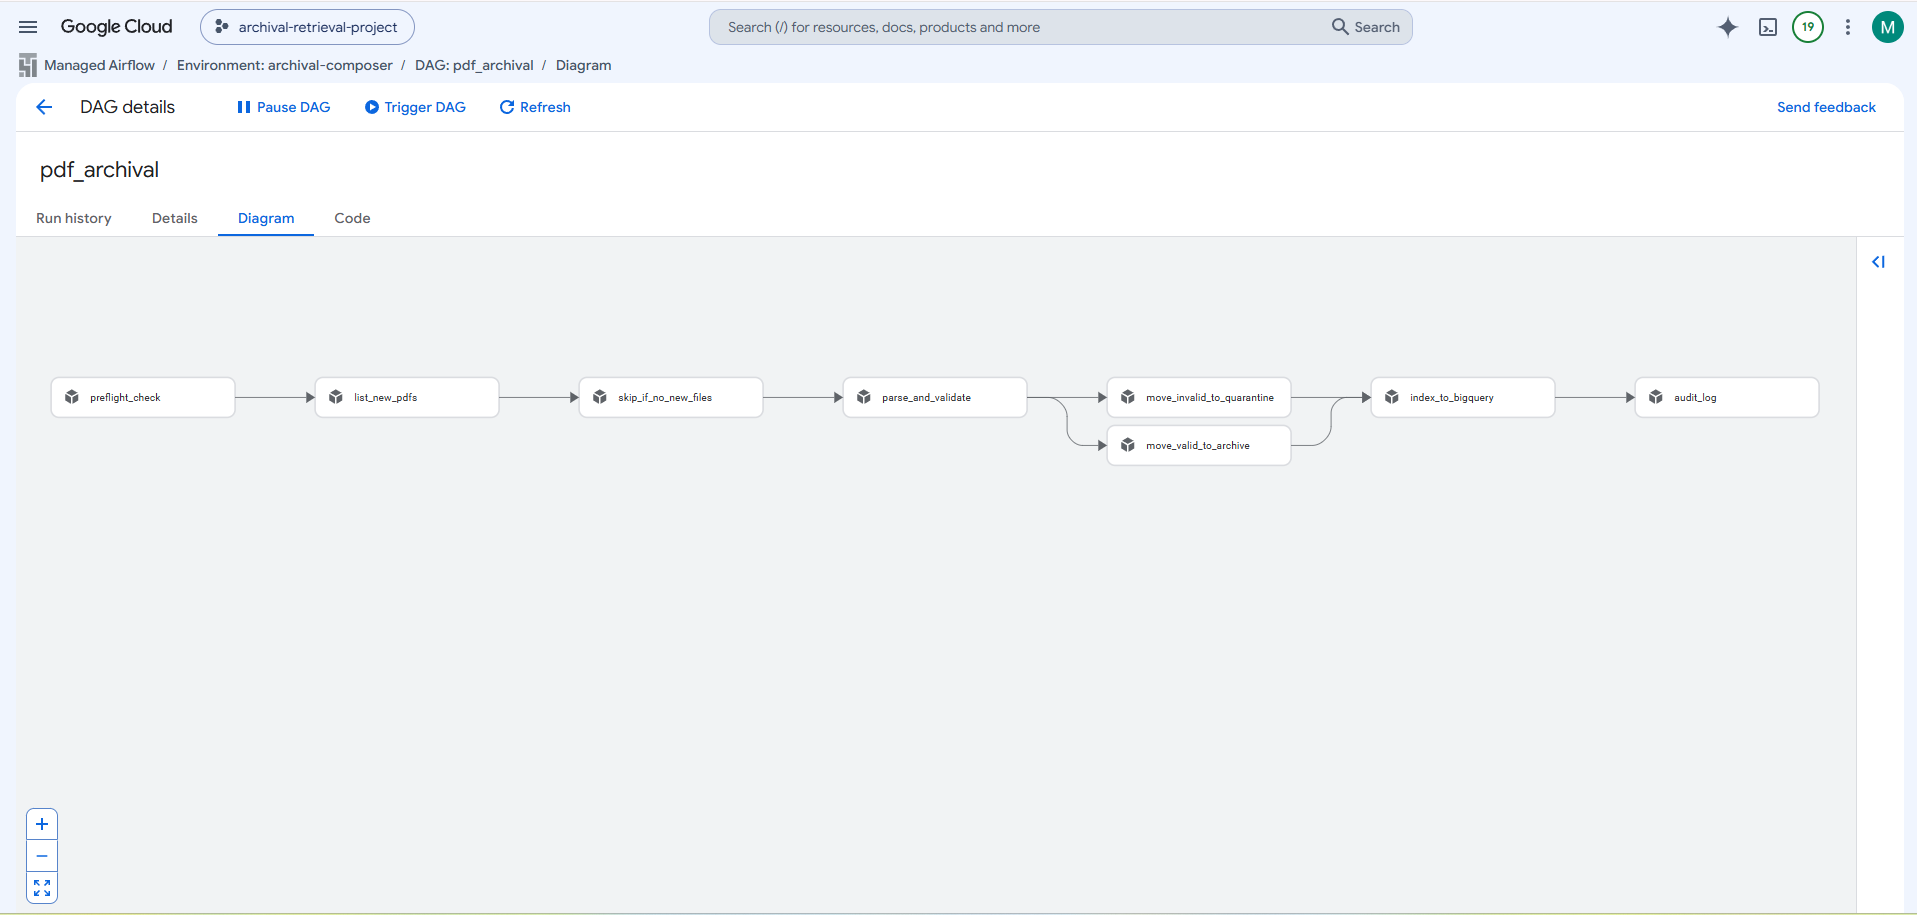 Google Cloud
archival-retrieval-project
Search (/) for resources, docs, products and more
Search
19
M
Managed Airflow / Environment: archival-composer / DAG: pdf_archival / Diagram
DAG details
Pause DAG
Trigger DAG
Refresh
Send feedback
pdf_archival
Run history
Details
Diagram
Code
preflight_check
list_new_pdfs
skip_if_no_new_files
parse_and_validate
move_invalid_to_quarantine
index_to_bigquery
audit_log
move_valid_to_archive